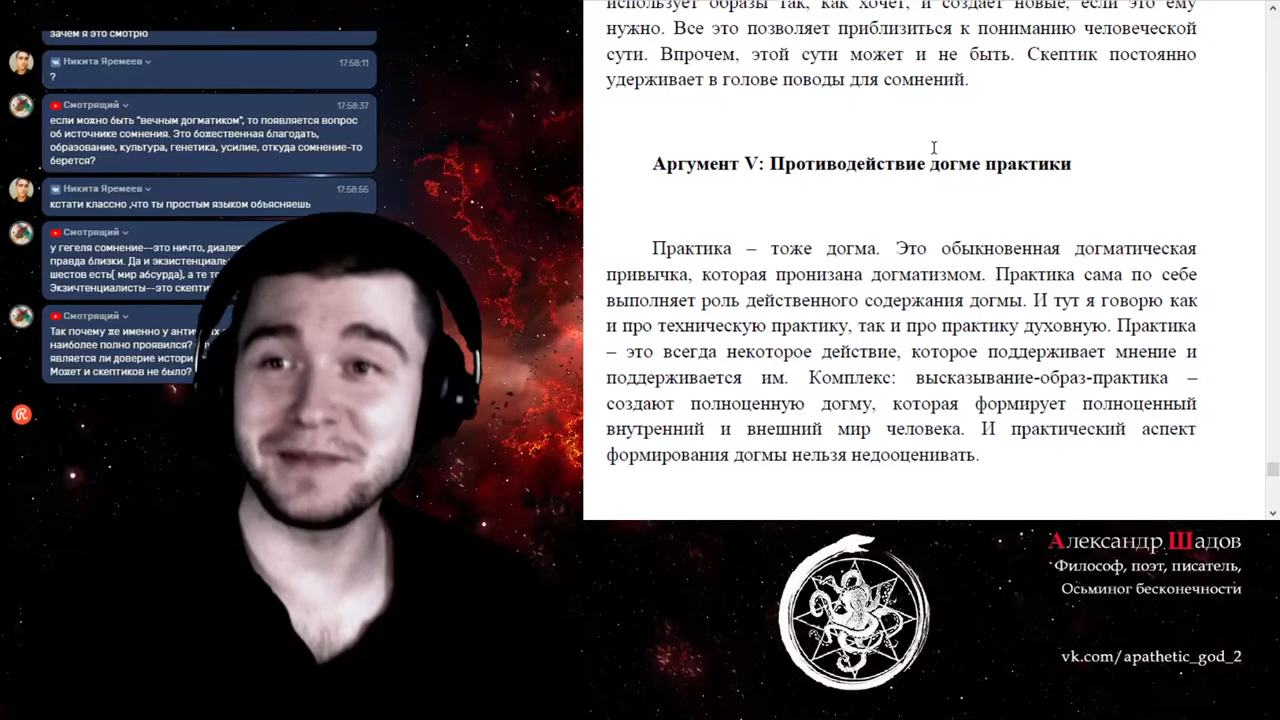 зачем я это смотрю
Никита Яремеев
17:58:11
?
Смотрящий
17:58:37
если можно быть "вечным догматиком", то появляется вопрос
об источнике сомнения. Это божественная благодать,
образование, культура, генетика, усилие, откуда сомнение-то
берется?
Никита Яремеев
17:58:55
кстати классно ,что ты простым языком объясняешь
Смотрящий
у гегеля сомнение--это ничто,
правда близки. Да и
шестов есть( мир абсурда), а те
Смотрящий
Так почему же именно у
наиболее полно проявился?
является ли доверие
Может и скептиков не было?
R
использует образы так, как хочет, и создает новые, если это ему
нужно. Все это позволяет приблизиться к пониманию человеческой
сути. Впрочем, этой сути может и не быть. Скептик постоянно
удерживает в голове поводы для сомнений.
Аргумент V: Противодействие догме практики
Практика – тоже догма. Это обыкновенная догматическая
привычка, которая пронизана догматизмом. Практика сама по себе
выполняет роль действенного содержания догмы. И тут я говорю как
и про техническую практику, так и про практику духовную. Практика
– это всегда некоторое действие, которое поддерживает мнение и
поддерживается им. Комплекс: высказывание-образ-практика –
создают полноценную догму, которая формирует полноценный
внутренний и внешний мир человека. И практический аспект
формирования догмы нельзя недооценивать.
Александр Шадов
Философ, поэт, писатель,
Осьминог бесконечности
vk.com/apathetic_god_2